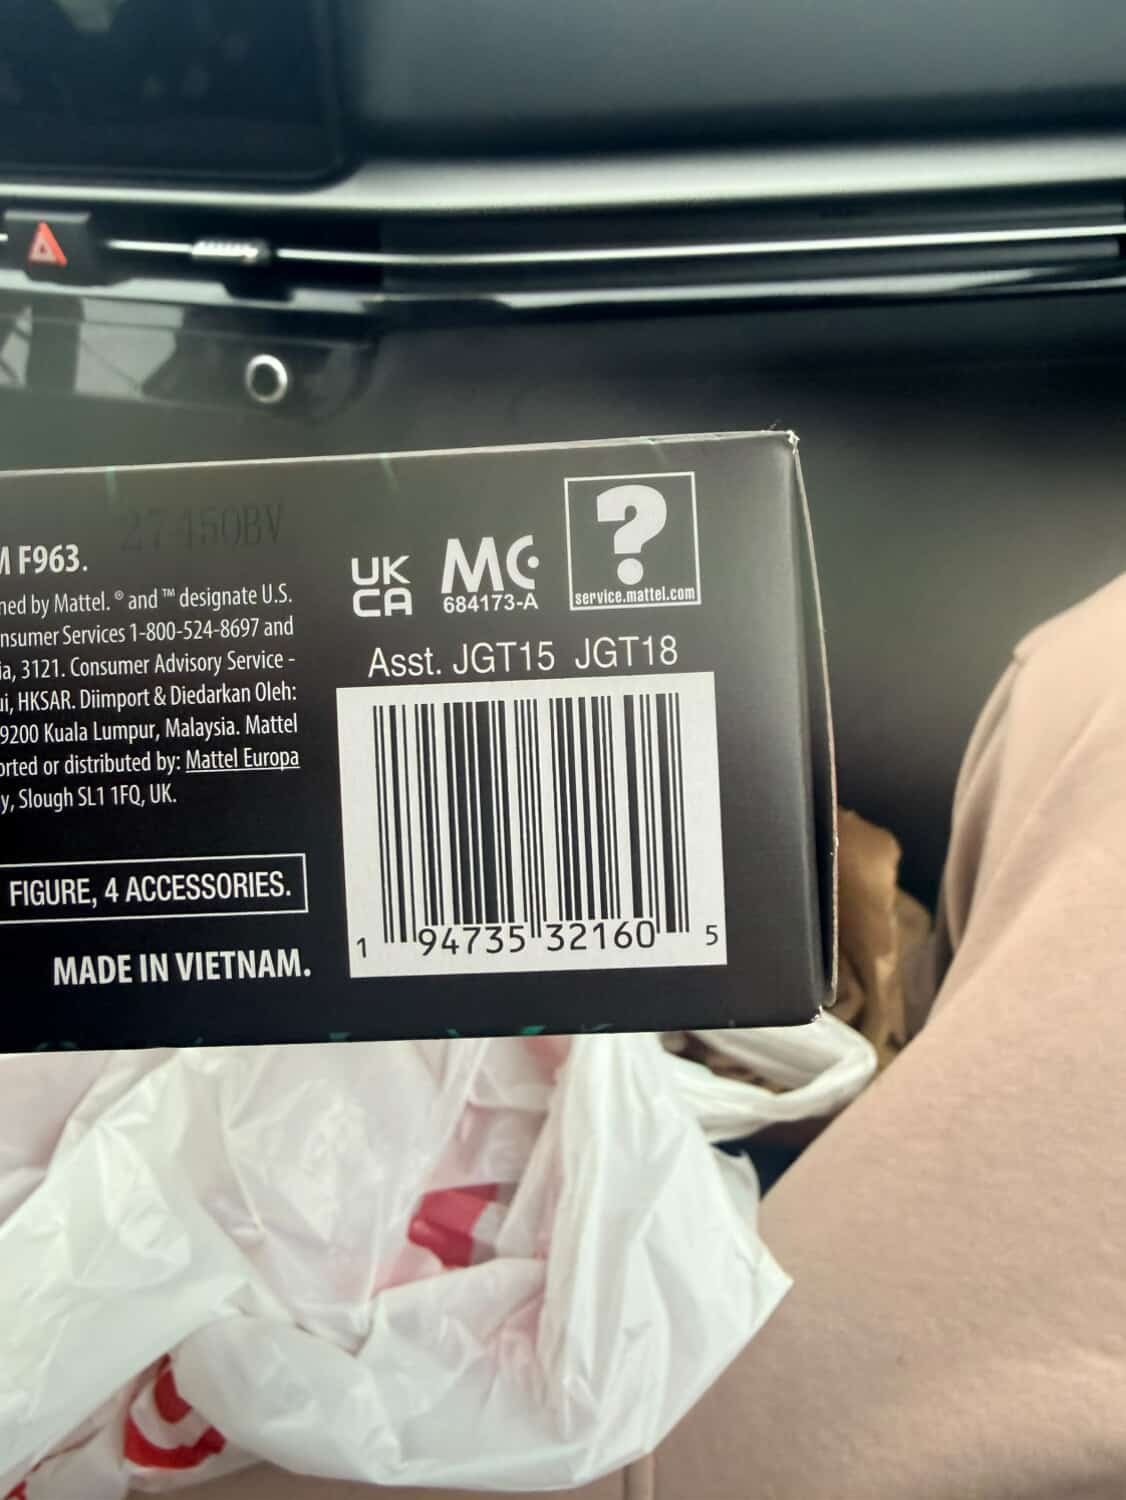 27450BV
M F963.
ned by Mattel. ® and ™ designate U.S.
nsumer Services 1-800-524-8697 and
ia, 3121. Consumer Advisory Service -
ui, HKSAR. Diimport & Diedarkan Oleh:
9200 Kuala Lumpur, Malaysia. Mattel
orted or distributed by: Mattel Europa
y, Slough SL1 1FQ, UK.
FIGURE, 4 ACCESSORIES.
MADE IN VIETNAM.
UK
CA
MC
684173-A
?
service.mattel.com
Asst. JGT15 JGT18
1 94735 32160 5